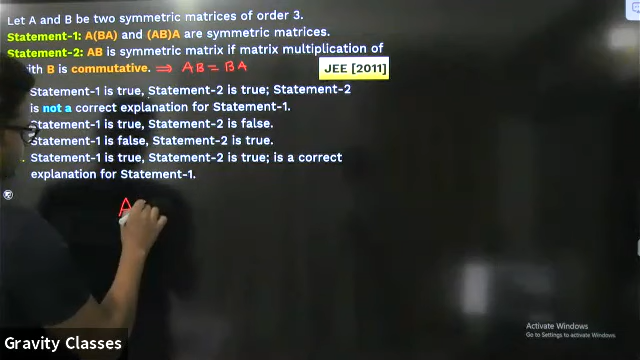 Let A and B be two symmetric matrices of order 3.
Statement-1: A(BA) and (AB)A are symmetric matrices.
Statement-2: AB is symmetric matrix if matrix multiplication of
ith B is commutative. ⇒ AB = BA
JEE [2011]
Statement-1 is true, Statement-2 is true; Statement-2
is not a correct explanation for Statement-1.
Statement-1 is true, Statement-2 is false.
Statement-1 is false, Statement-2 is true.
. Statement-1 is true, Statement-2 is true; is a correct
explanation for Statement-1.
A
Activate Windows
Go to Settings to activate Windows.
Gravity Classes